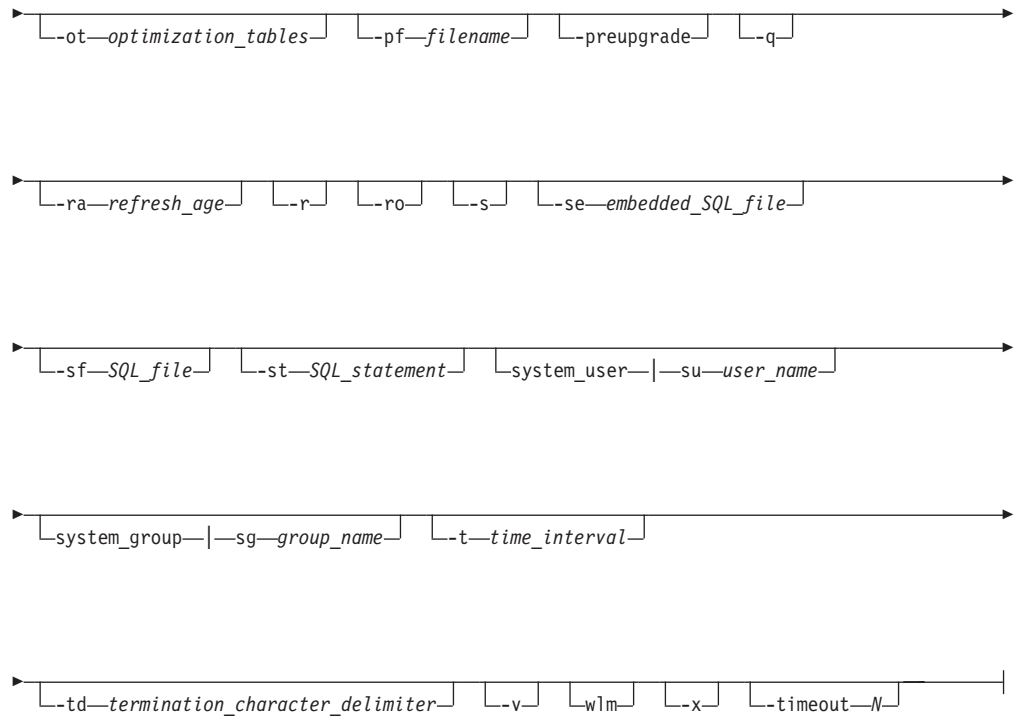 -ot optimization_tables -pf filename -preupgrade -q
-ra refresh_age -r -ro -s -se embedded_SQL_file
-sf SQL_file -st SQL_statement system_user | su user_name
system_group | sg group_name -t time_interval
-td termination_character_delimiter -v wlm -x -timeout N